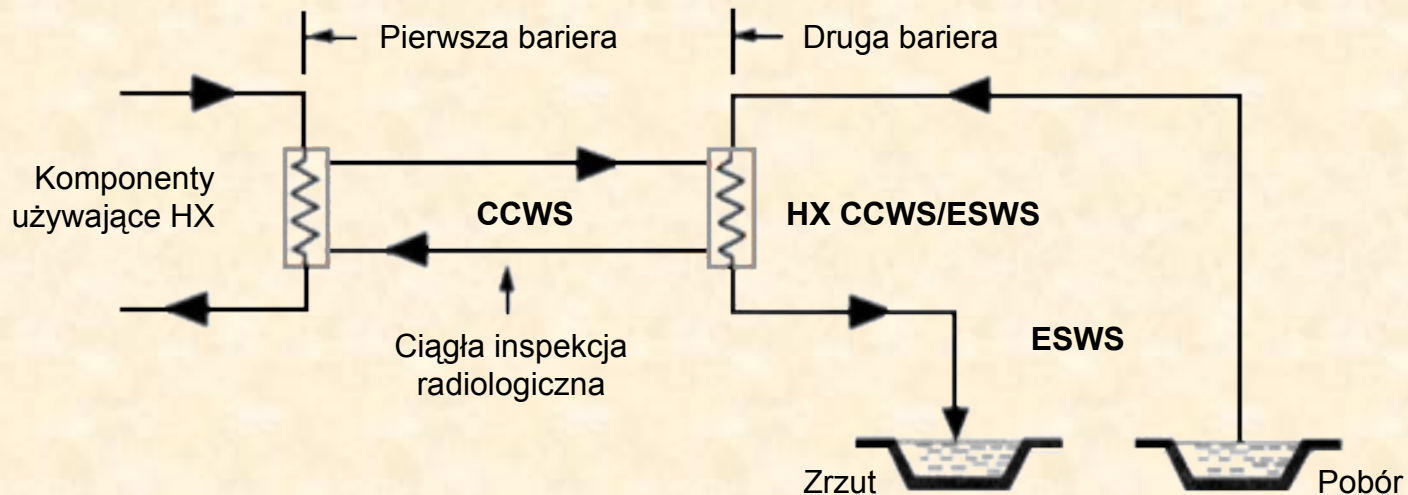 Pierwsza bariera
Druga bariera
Komponenty
używające HX
CCWS
HX CCWS/ESWS
Ciągła inspekcja
radiologiczna
ESWS
Zrzut
Pobór